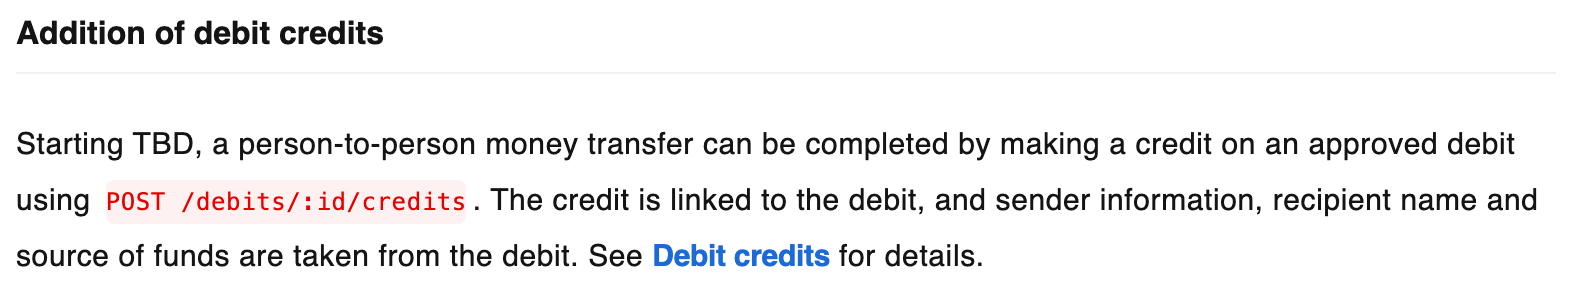 Addition of debit credits
Starting TBD, a person-to-person money transfer can be completed by making a credit on an approved debit
using POST /debits/:id/credits. The credit is linked to the debit, and sender information, recipient name and
source of funds are taken from the debit. See Debit credits for details.